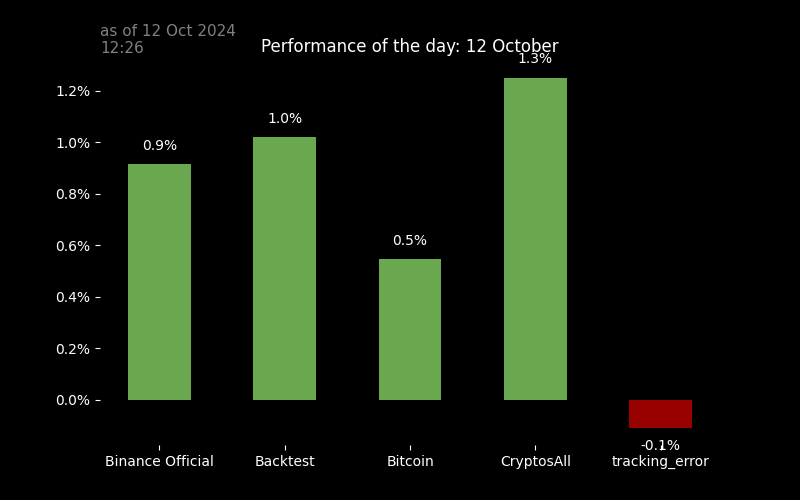 as of 12 Oct 2024
12:26
Performance of the day: 12 October
1.3%
1.2%
1.0%
1.0%
0.9%
0.8%
0.6%
0.5%
0.4%
0.2%
0.0%
-0.1%
Binance Official
Backtest
Bitcoin
CryptosAll
tracking_error